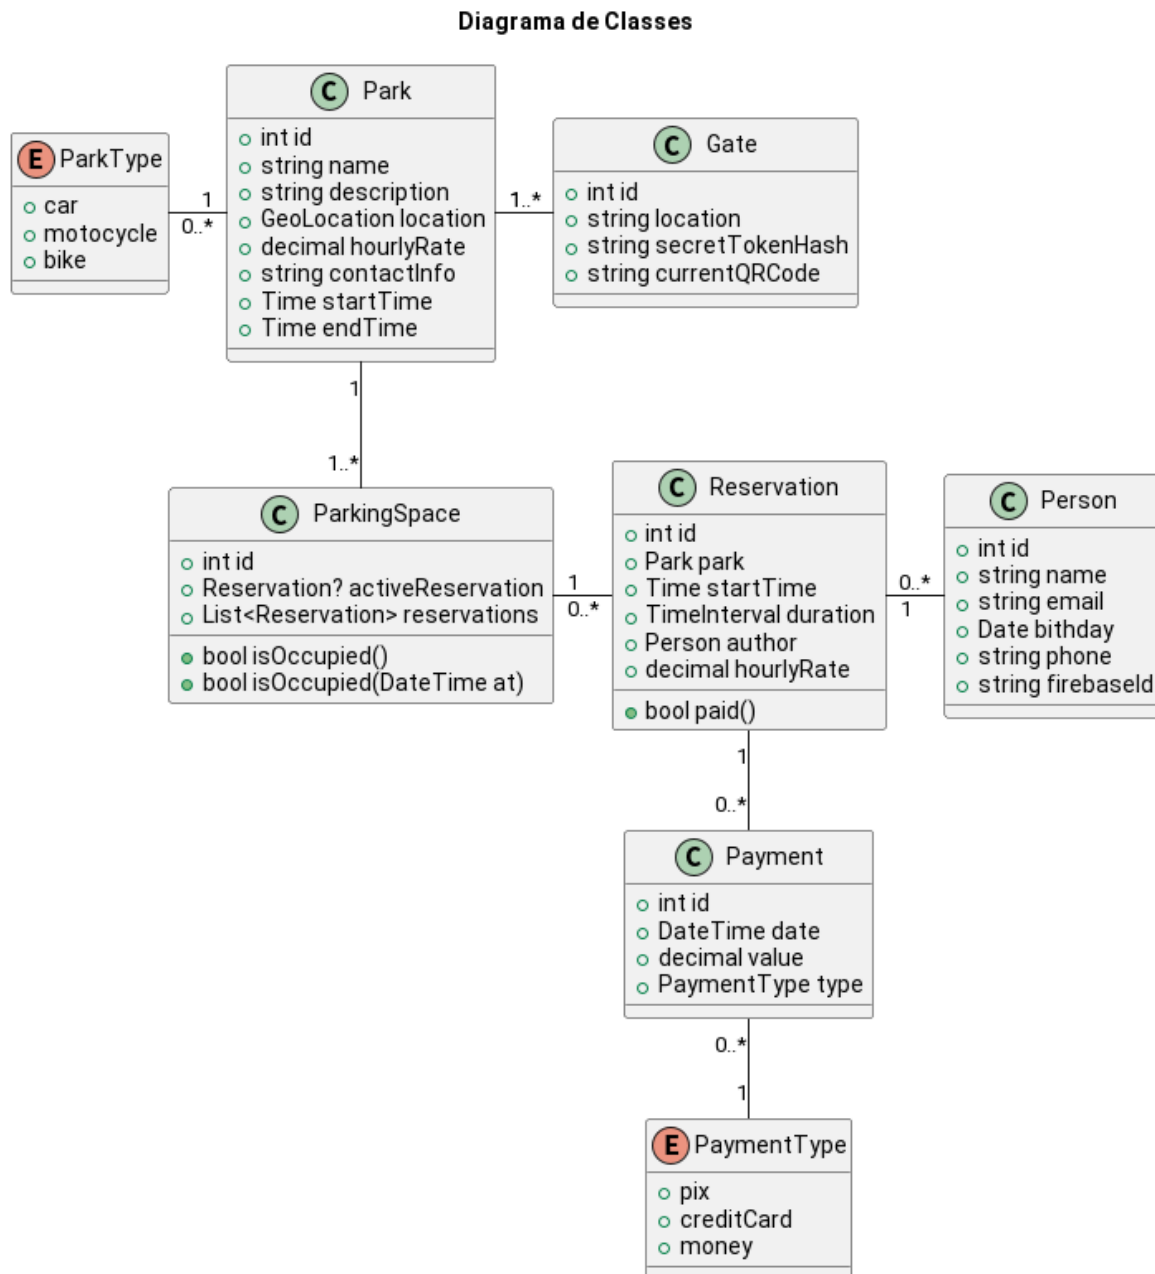 Diagrama de Classes
C Park
int id
string name
string description
GeoLocation location
decimal hourlyRate
string contactInfo
Time startTime
Time endTime
E ParkType
car
motocycle
bike
1
0..*
1..*
C Gate
int id
string location
string secretTokenHash
string currentQRCode
1
1..*
C ParkingSpace
int id
Reservation? activeReservation
List<Reservation> reservations
bool isOccupied()
bool isOccupied(DateTime at)
1
0..*
C Reservation
int id
Park park
Time startTime
TimeInterval duration
Person author
decimal hourlyRate
bool paid()
0..*
1
C Person
int id
string name
string email
Date bithday
string phone
string firebaseId
1
0..*
C Payment
int id
DateTime date
decimal value
PaymentType type
0..*
1
E PaymentType
pix
creditCard
money